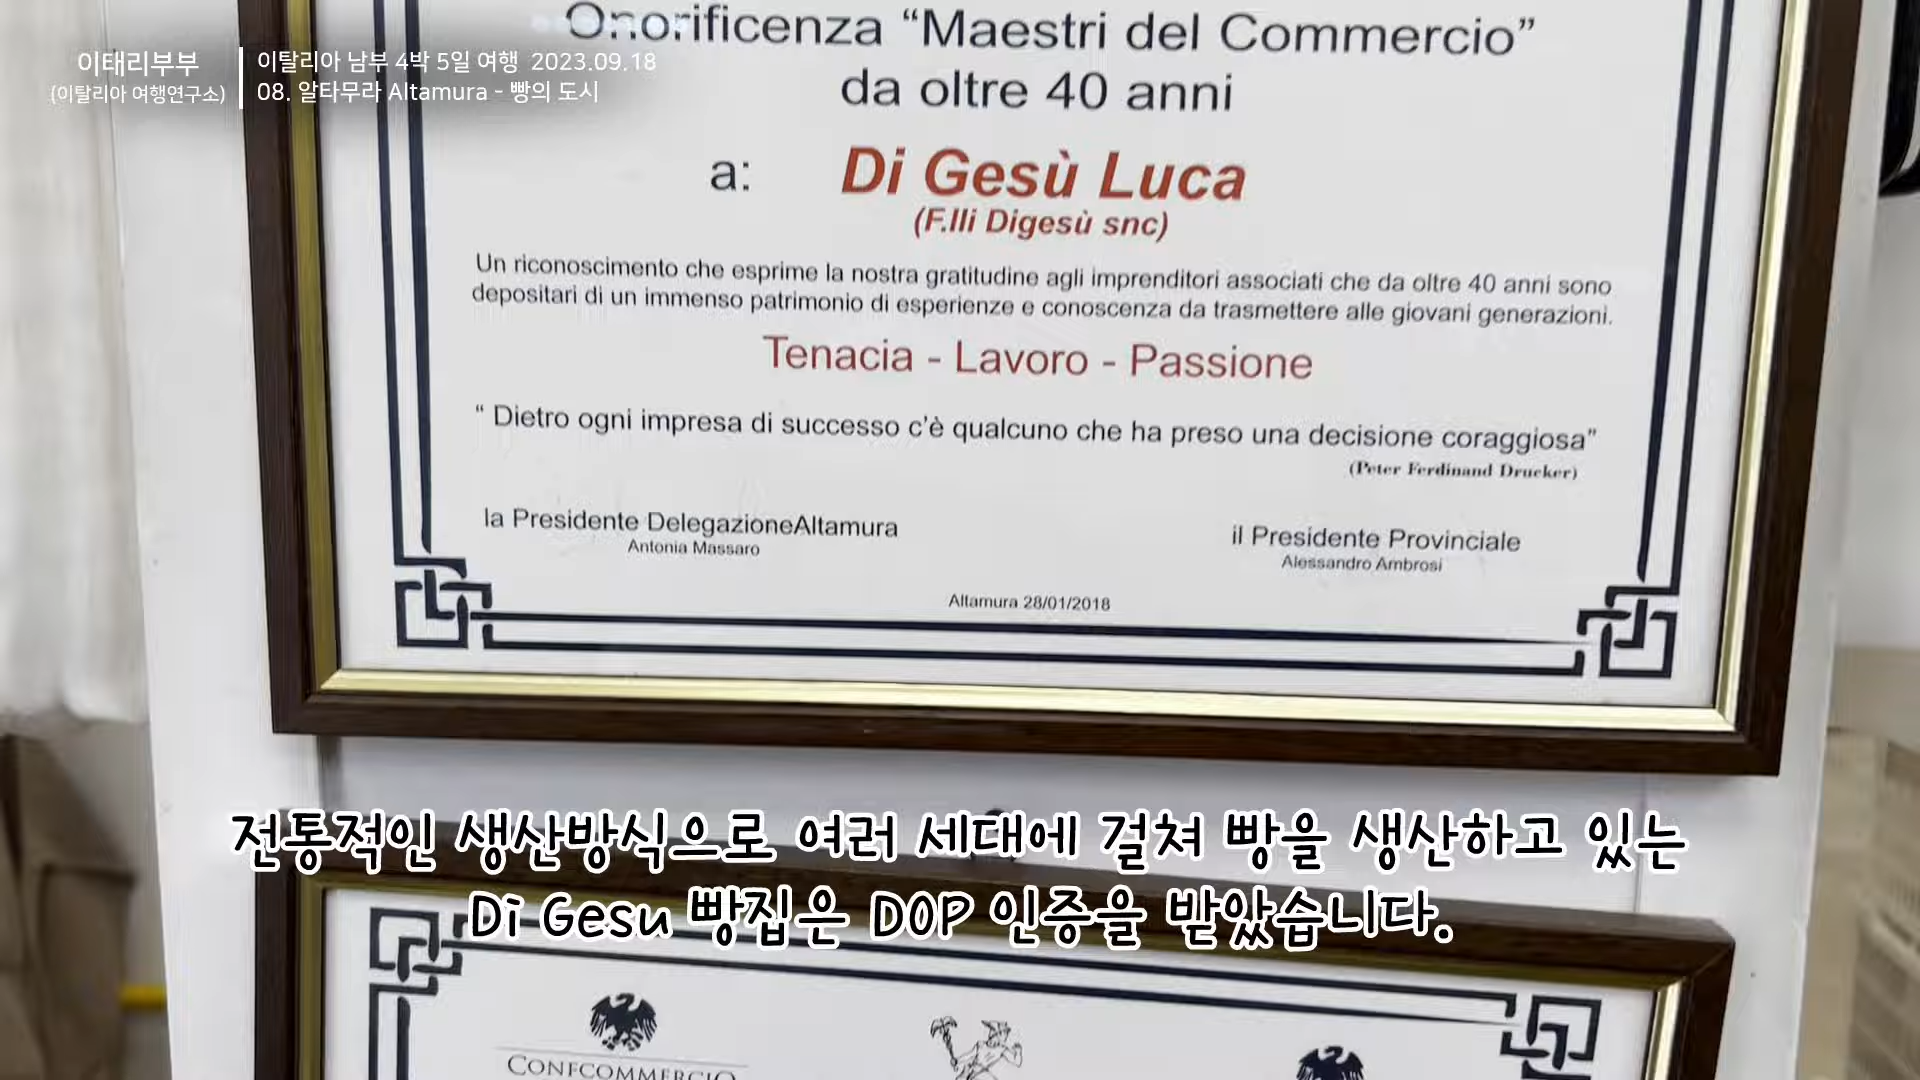 Onorificenza “Maestri del Commercio”
이태리부부
(이탈리아 여행연구소)
이탈리아 남부 4박 5일 여행 2023.09.18
08. 알타무라 Altamura - 빵의 도시
da oltre 40 anni
a: Di Gesù Luca
(F.lli Digesù snc)
Un riconoscimento che esprime la nostra gratitudine agli imprenditori associati che da oltre 40 anni sono
depositari di un immenso patrimonio di esperienze e conoscenza da trasmettere alle giovani generazioni.
Tenacia - Lavoro - Passione
“ Dietro ogni impresa di successo c’è qualcuno che ha preso una decisione coraggiosa”
(Peter Ferdinand Drucker)
la Presidente DelegazioneAltamura
Antonia Massaro
il Presidente Provinciale
Alessandro Ambrosi
Altamura 28/01/2018
전통적인 생산방식으로 여러 세대에 걸쳐 빵을 생산하고 있는
Di Gesu 빵집은 DOP 인증을 받았습니다.
CONFCOMMERCIO